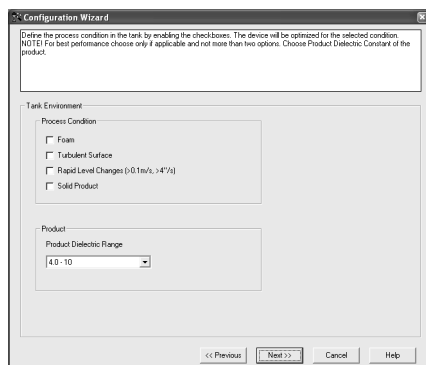 Configuration Wizard
Define the process condition in the tank by enabling the checkboxes. The device will be optimized for the selected condition.
NOTE! For best performance choose only if applicable and not more than two options. Choose Product Dielectric Constant of the
product.
Tank Environment
Process Condition
Foam
Turbulent Surface
Rapid Level Changes (>0.1m/s, >4"/s)
Solid Product
Product
Product Dielectric Range
4.0 - 10
<< Previous
Next >>
Cancel
Help